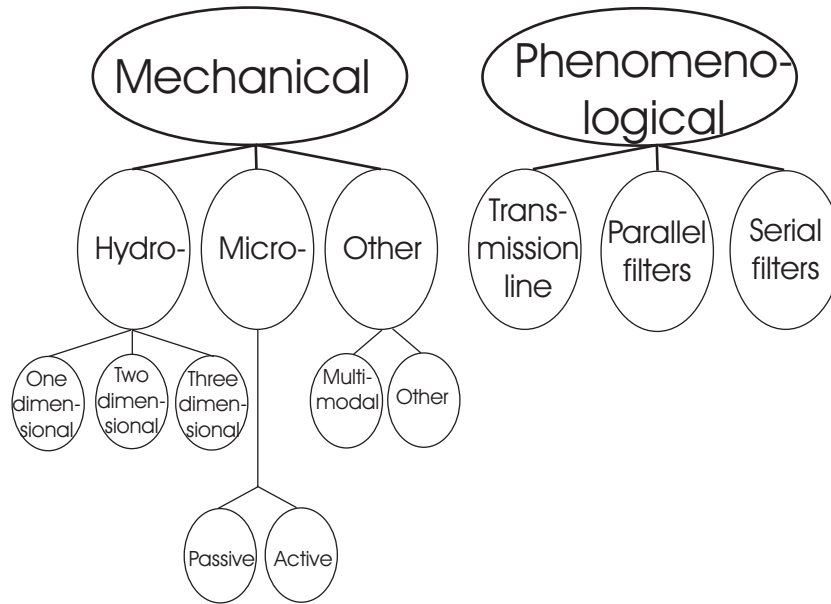 Mechanical
Phenomeno-
logical
Hydro-
Micro-
Other
Trans-
mission
line
Parallel
filters
Serial
filters
One
dimen-
sional
Two
dimen-
sional
Three
dimen-
sional
Multi-
modal
Other
Passive
Active